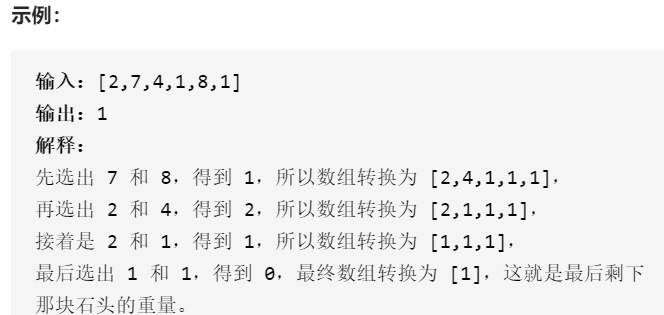 示例：
输入：[2,7,4,1,8,1]
输出：1
解释：
先选出 7 和 8，得到 1，所以数组转换为 [2,4,1,1,1]，
再选出 2 和 4，得到 2，所以数组转换为 [2,1,1,1]，
接着是 2 和 1，得到 1，所以数组转换为 [1,1,1]，
最后选出 1 和 1，得到 0，最终数组转换为 [1]，这就是最后剩下
那块石头的重量。